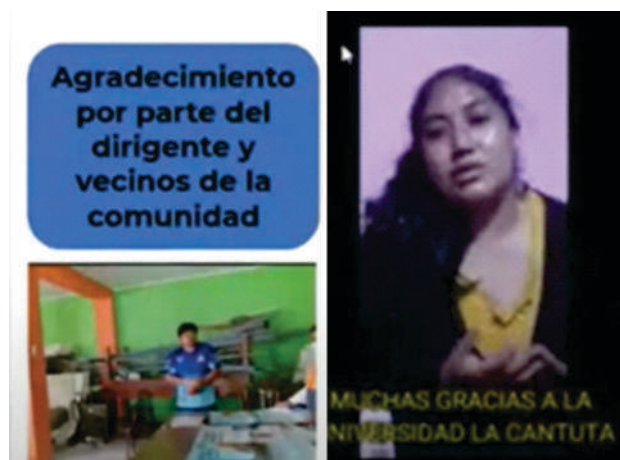 Agradecimiento
por parte del
dirigente y
vecinos de la
comunidad
MUCHAS GRACIAS A LA
NIVERSIDAD LA CANTUTA